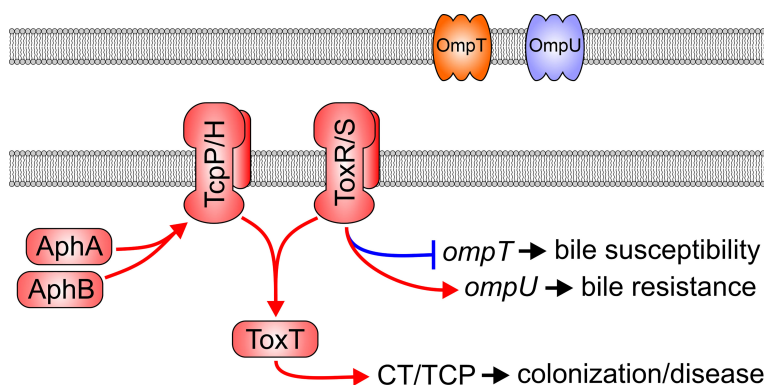 OmpT
OmpU
TcpP/H
ToxR/S
AphA
AphB
ompT → bile susceptibility
ompU → bile resistance
ToxT
CT/TCP → colonization/disease